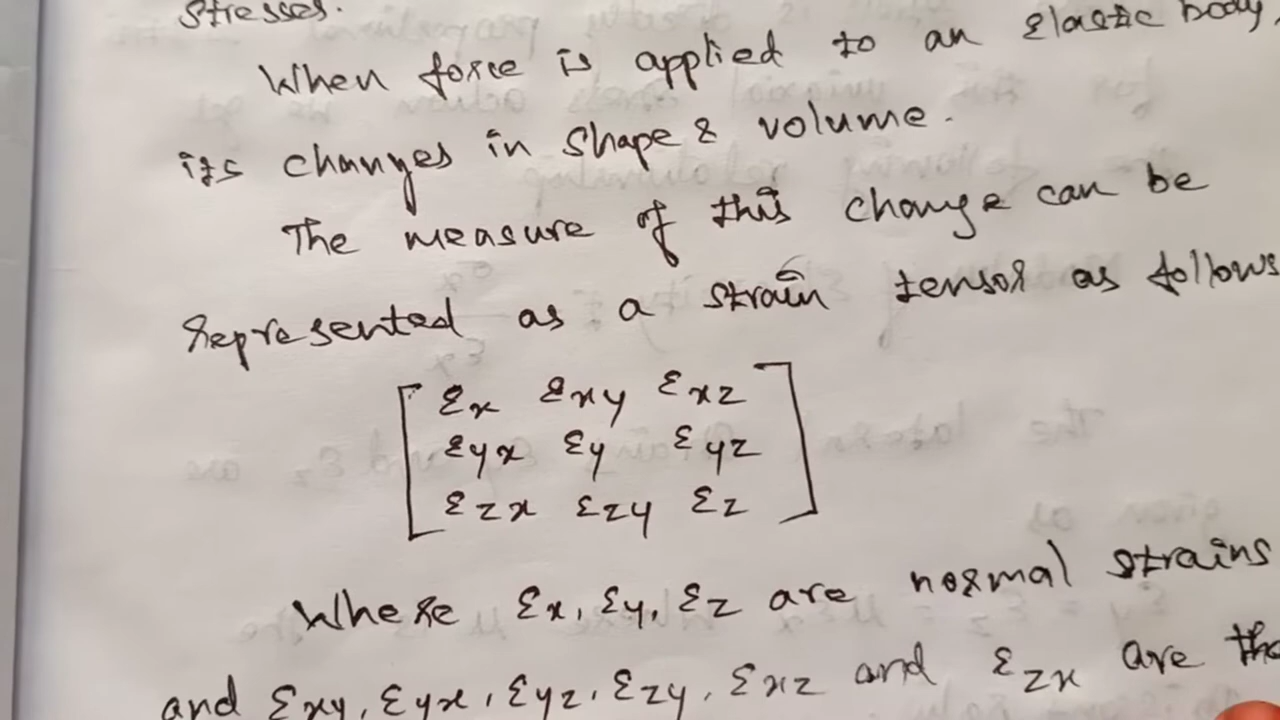 stresses.
When force is applied to an Elastic body,
its changes in Shape & volume.
The measure of this change can be
Represented as a strain tensor as follows
εx εxy εxz
εyx εy εyz
εzx εzy εz
Where εx, εy, εz are normal strains
and εxy, εyx, εyz, εzy, εxz and εzx are the